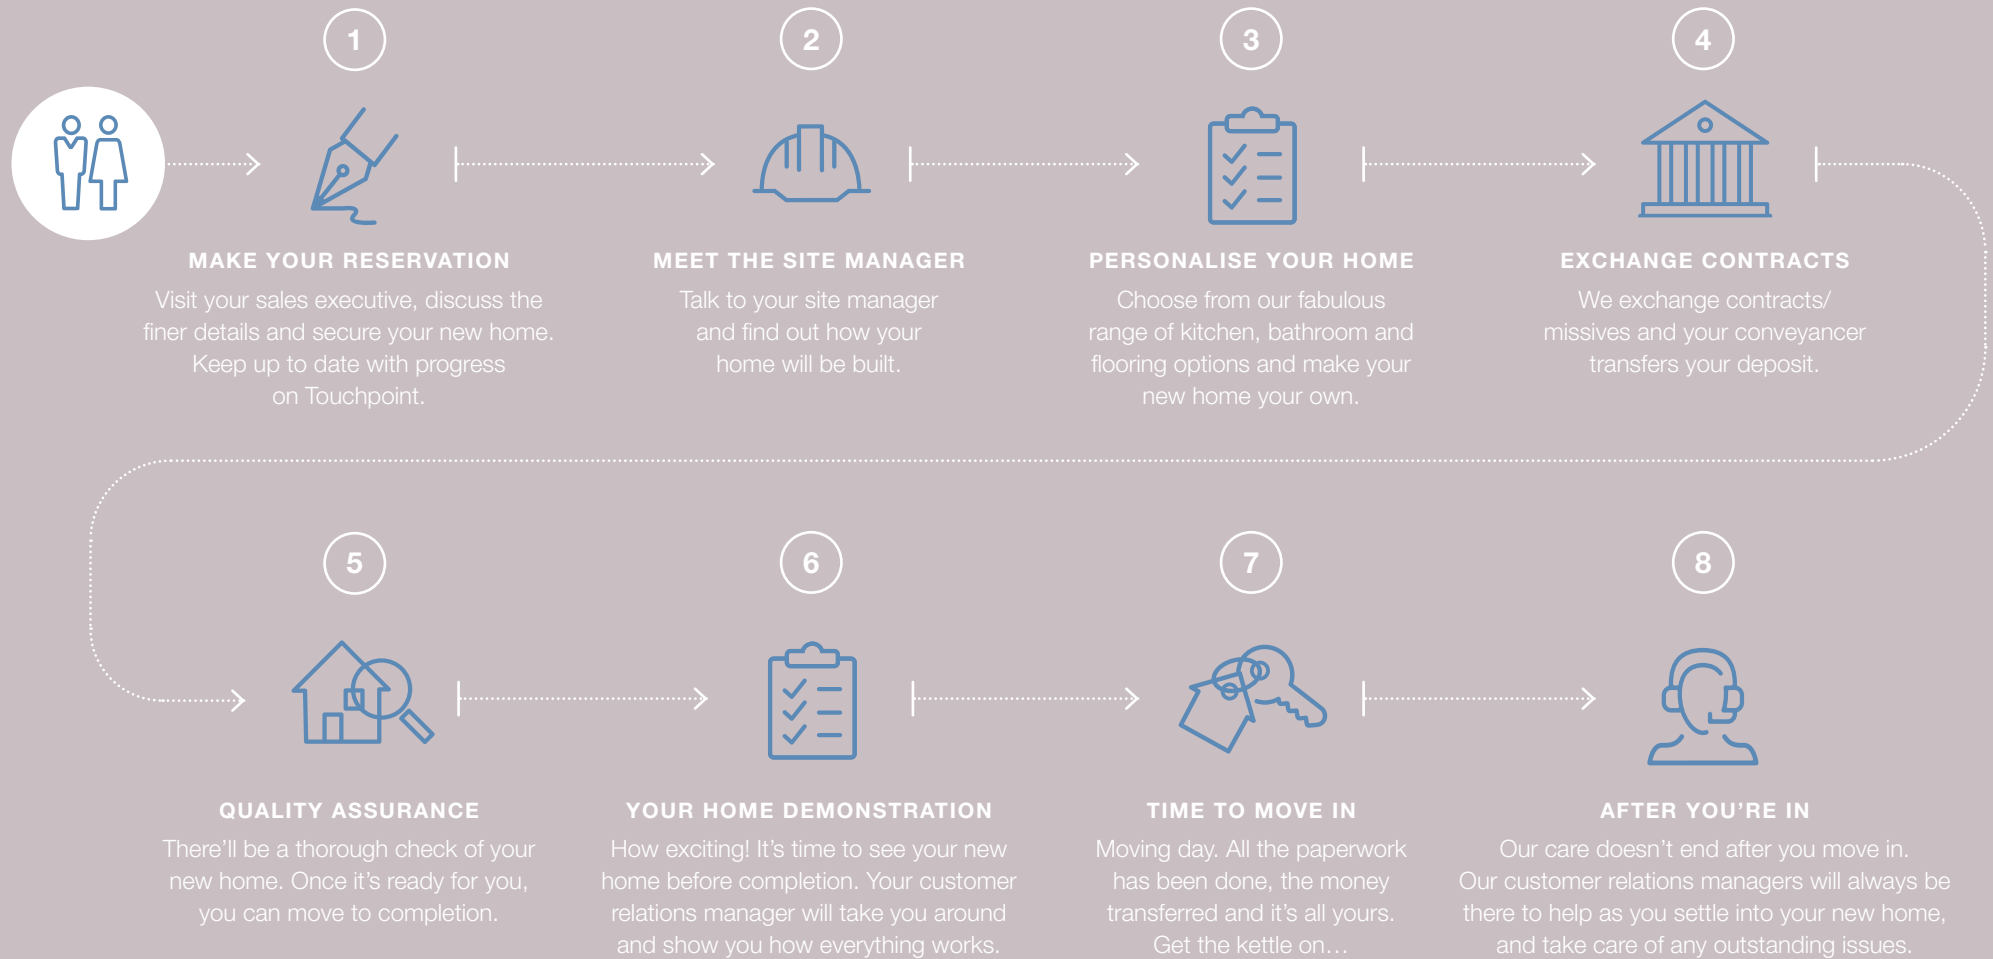 1
MAKE YOUR RESERVATION
Visit your sales executive, discuss the
finer details and secure your new home.
Keep up to date with progress
on Touchpoint.
2
MEET THE SITE MANAGER
Talk to your site manager
and find out how your
home will be built.
3
PERSONALISE YOUR HOME
Choose from our fabulous
range of kitchen, bathroom and
flooring options and make your
new home your own.
4
EXCHANGE CONTRACTS
We exchange contracts/
missives and your conveyancer
transfers your deposit.
5
QUALITY ASSURANCE
There’ll be a thorough check of your
new home. Once it’s ready for you,
you can move to completion.
6
YOUR HOME DEMONSTRATION
How exciting! It’s time to see your new
home before completion. Your customer
relations manager will take you around
and show you how everything works.
7
TIME TO MOVE IN
Moving day. All the paperwork
has been done, the money
transferred and it’s all yours.
Get the kettle on…
8
AFTER YOU’RE IN
Our care doesn’t end after you move in.
Our customer relations managers will always be
there to help as you settle into your new home,
and take care of any outstanding issues.